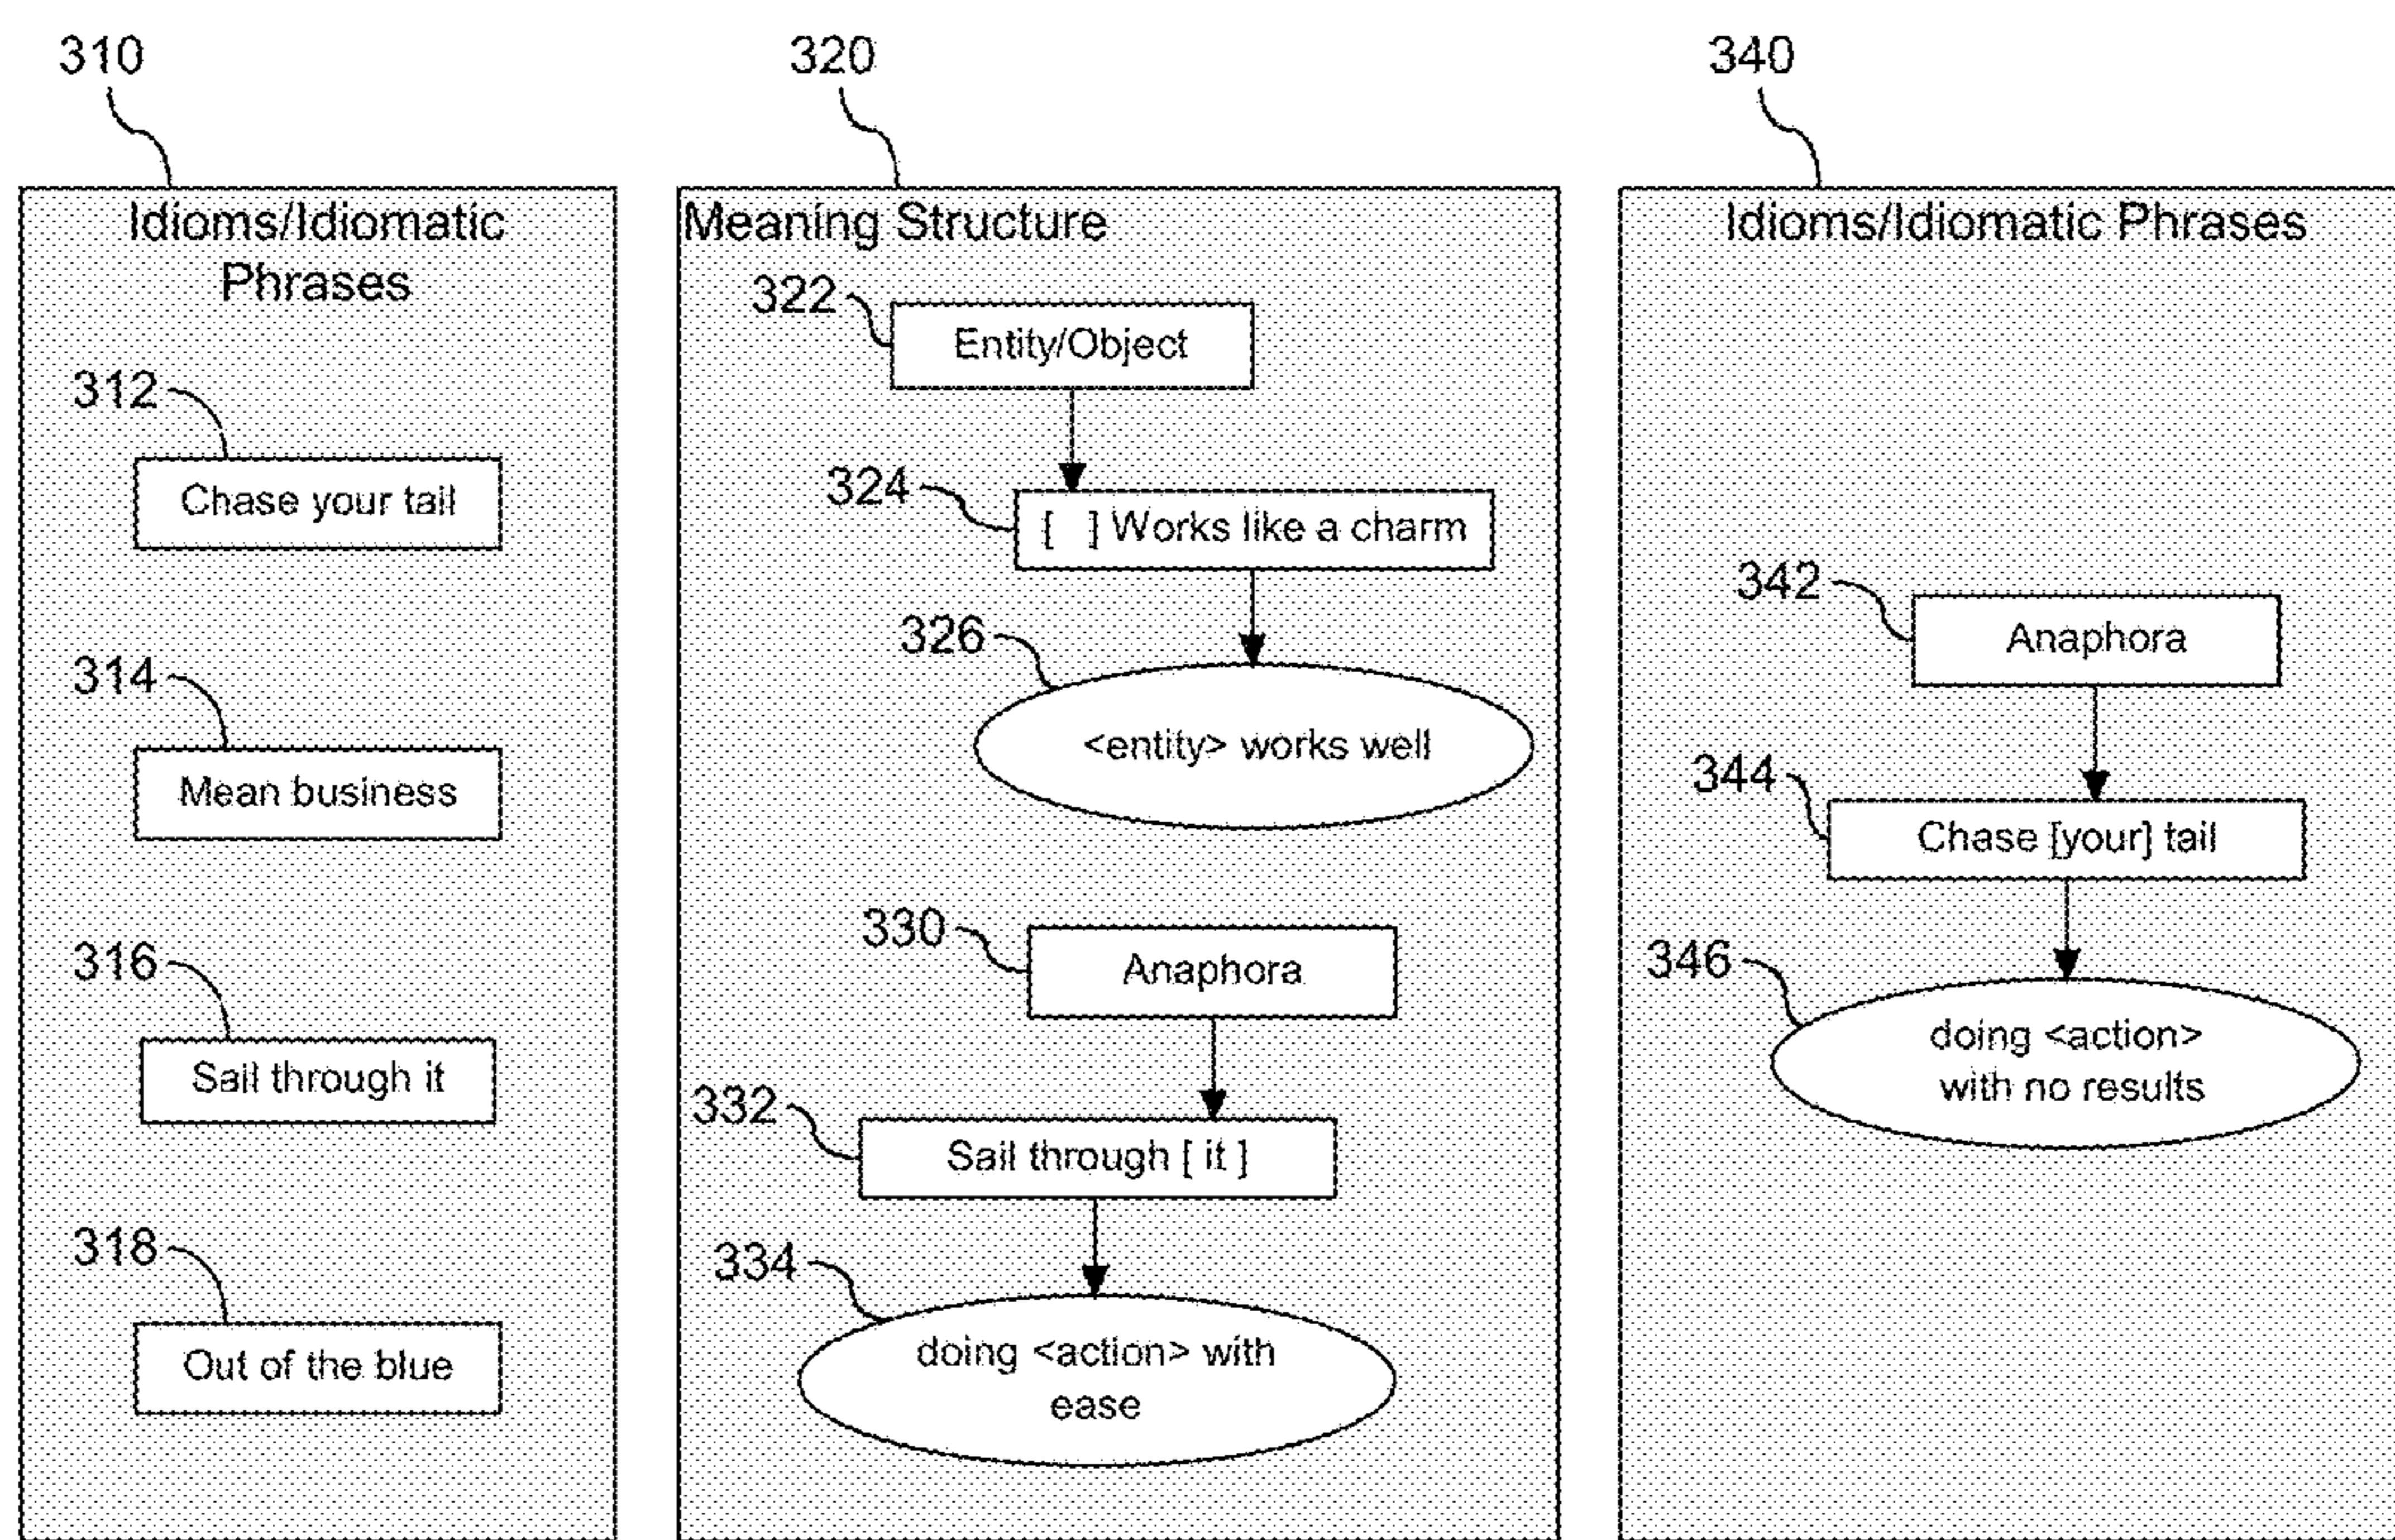 310
320
340
Idioms/Idiomatic
Phrases
312
Chase your tail
314
Mean business
316
Sail through it
318
Out of the blue
Meaning Structure
322
Entity/Object
324
[ ] Works like a charm
326
<entity> works well
330
Anaphora
332
Sail through [ it ]
334
doing <action> with
ease
Idioms/Idiomatic Phrases
342
Anaphora
344
Chase [your] tail
346
doing <action>
with no results